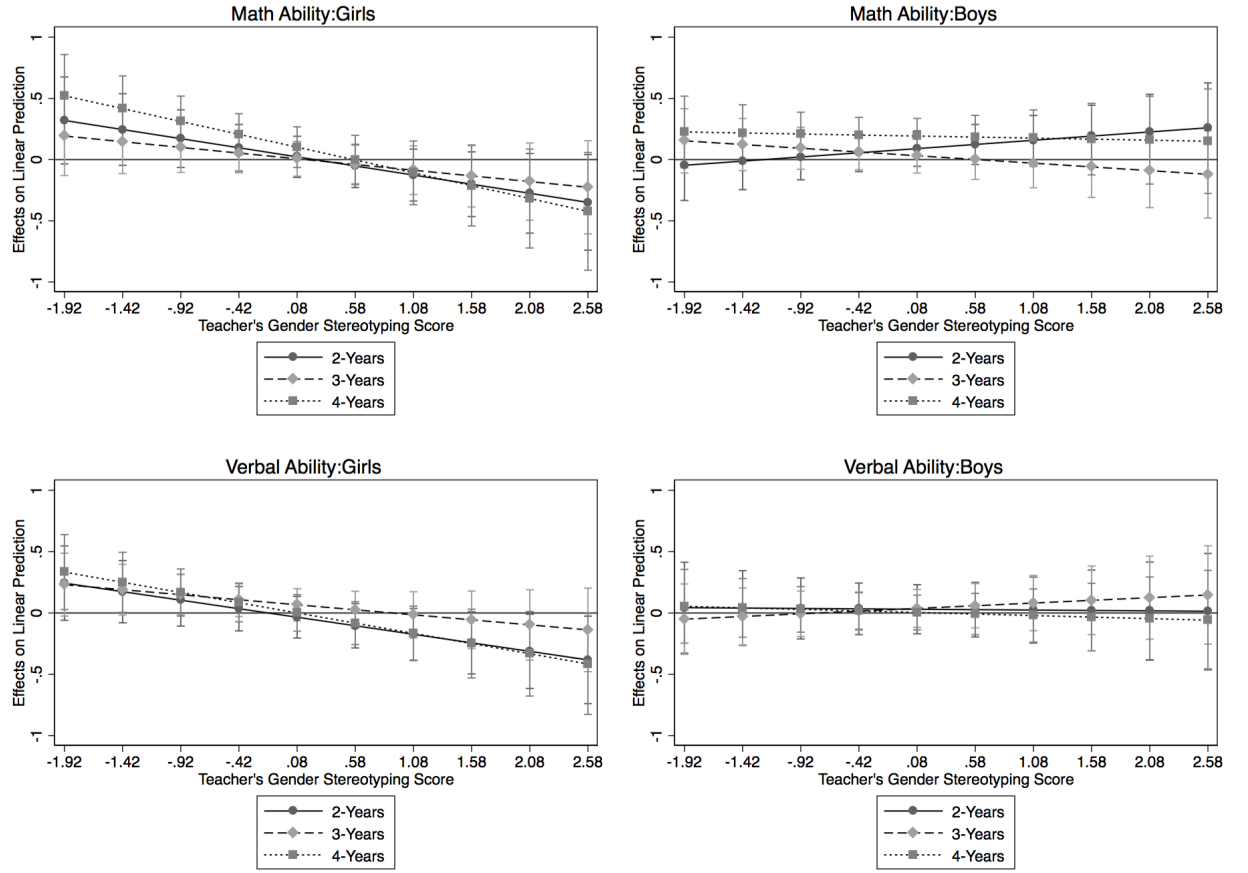 Math Ability:Girls
Effects on Linear Prediction
1
.5
0
-.5
-1
-1.92 -1.42 -.92 -.42 .08 .58 1.08 1.58 2.08 2.58
Teacher's Gender Stereotyping Score
2-Years
3-Years
4-Years
Math Ability:Boys
Effects on Linear Prediction
1
.5
0
-.5
-1
-1.92 -1.42 -.92 -.42 .08 .58 1.08 1.58 2.08 2.58
Teacher's Gender Stereotyping Score
2-Years
3-Years
4-Years
Verbal Ability:Girls
Effects on Linear Prediction
1
.5
0
-.5
-1
-1.92 -1.42 -.92 -.42 .08 .58 1.08 1.58 2.08 2.58
Teacher's Gender Stereotyping Score
2-Years
3-Years
4-Years
Verbal Ability:Boys
Effects on Linear Prediction
1
.5
0
-.5
-1
-1.92 -1.42 -.92 -.42 .08 .58 1.08 1.58 2.08 2.58
Teacher's Gender Stereotyping Score
2-Years
3-Years
4-Years